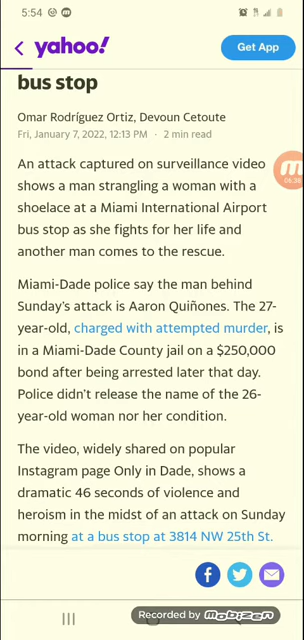 5:54
yahoo!
Get App
bus stop
Omar Rodríguez Ortiz, Devoun Cetoute
Fri, January 7, 2022, 12:13 PM · 2 min read
An attack captured on surveillance video
shows a man strangling a woman with a
shoelace at a Miami International Airport
bus stop as she fights for her life and
another man comes to the rescue.
Miami-Dade police say the man behind
Sunday's attack is Aaron Quiñones. The 27-
year-old, charged with attempted murder, is
in a Miami-Dade County jail on a $250,000
bond after being arrested later that day.
Police didn't release the name of the 26-
year-old woman nor her condition.
The video, widely shared on popular
Instagram page Only in Dade, shows a
dramatic 46 seconds of violence and
heroism in the midst of an attack on Sunday
morning at a bus stop at 3814 NW 25th St.
Recorded by mobizen